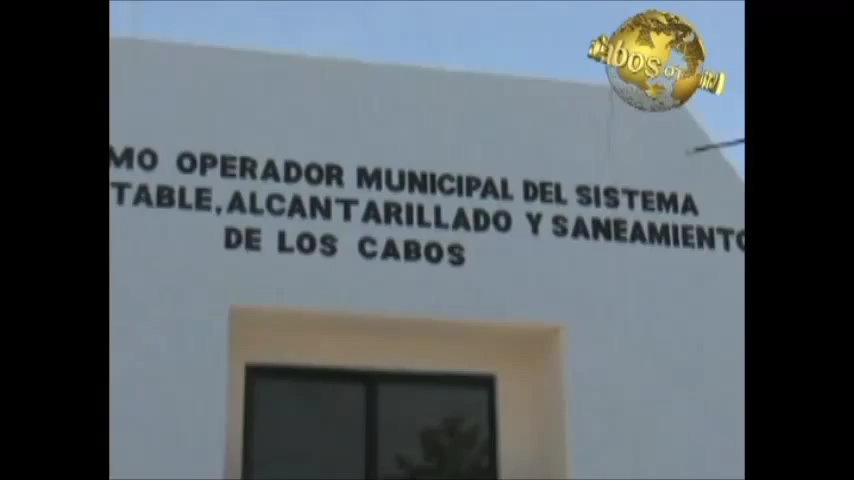 MO OPERADOR MUNICIPAL DEL SISTEMA
TABLE, ALCANTARILLADO Y SANEAMIENTO
DE LOS CABOS